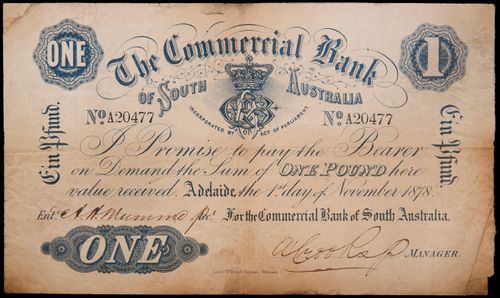 ONE
The Commercial Bank
1
OF SOUTH AUSTRALIA
INCORPORATED BY ACT OF PARLIAMENT.
No. A20477
No. A20477
Ein Pfund.
Ein Pfund.
I Promise to pay the Bearer
on Demand the Sum of ONE POUND here
value received. Adelaide, the 1st day of November 1878.
Entd. For the Commercial Bank of South Australia.
ONE
MANAGER.